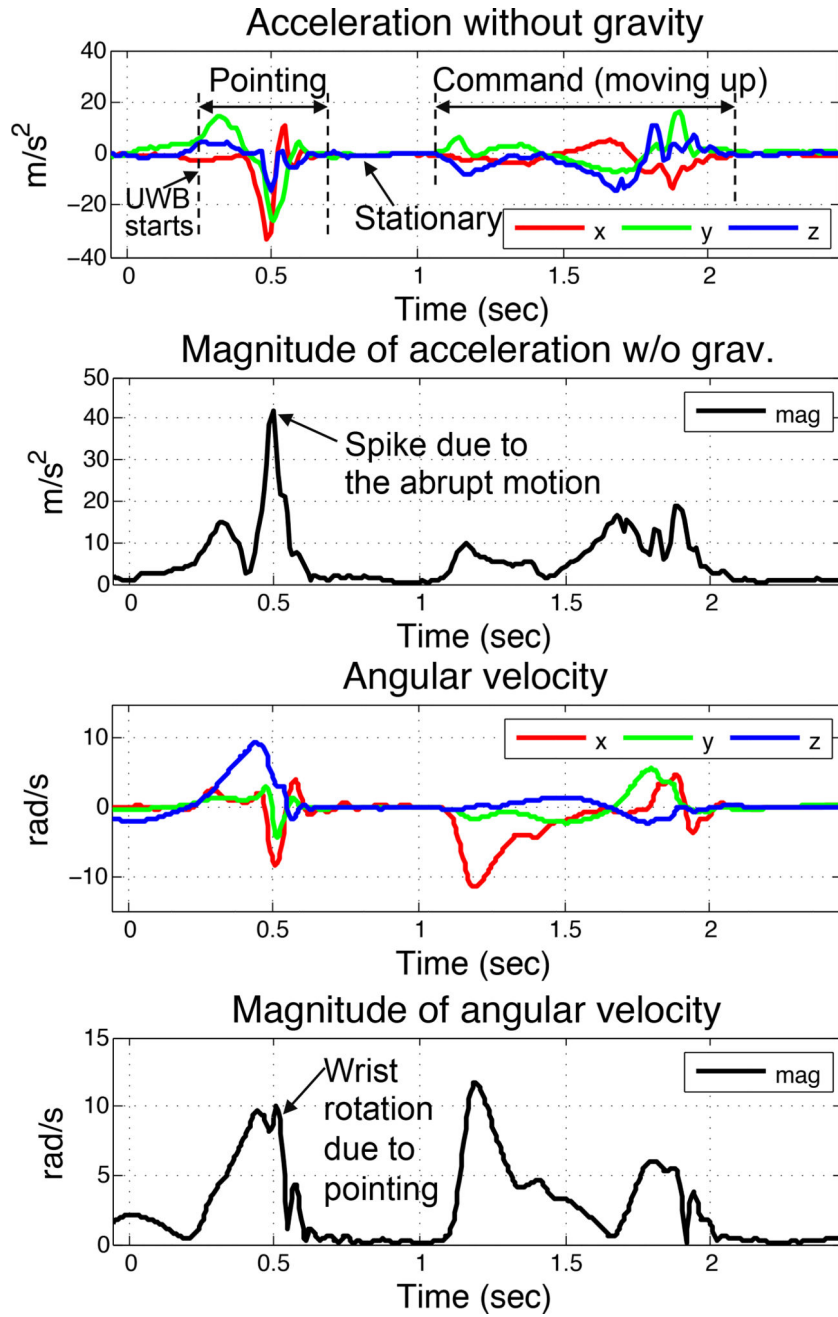 Acceleration without gravity
40
20
0
−20
−40
m/s²
Pointing
Command (moving up)
UWB
starts
Stationary
x y z
0 0.5 1 1.5 2
Time (sec)
Magnitude of acceleration w/o grav.
50
40
30
20
10
0
m/s²
mag
Spike due to
the abrupt motion
0 0.5 1 1.5 2
Time (sec)
Angular velocity
10
0
−10
rad/s
x y z
0 0.5 1 1.5 2
Time (sec)
Magnitude of angular velocity
15
10
5
0
rad/s
mag
Wrist
rotation
due to
pointing
0 0.5 1 1.5 2
Time (sec)